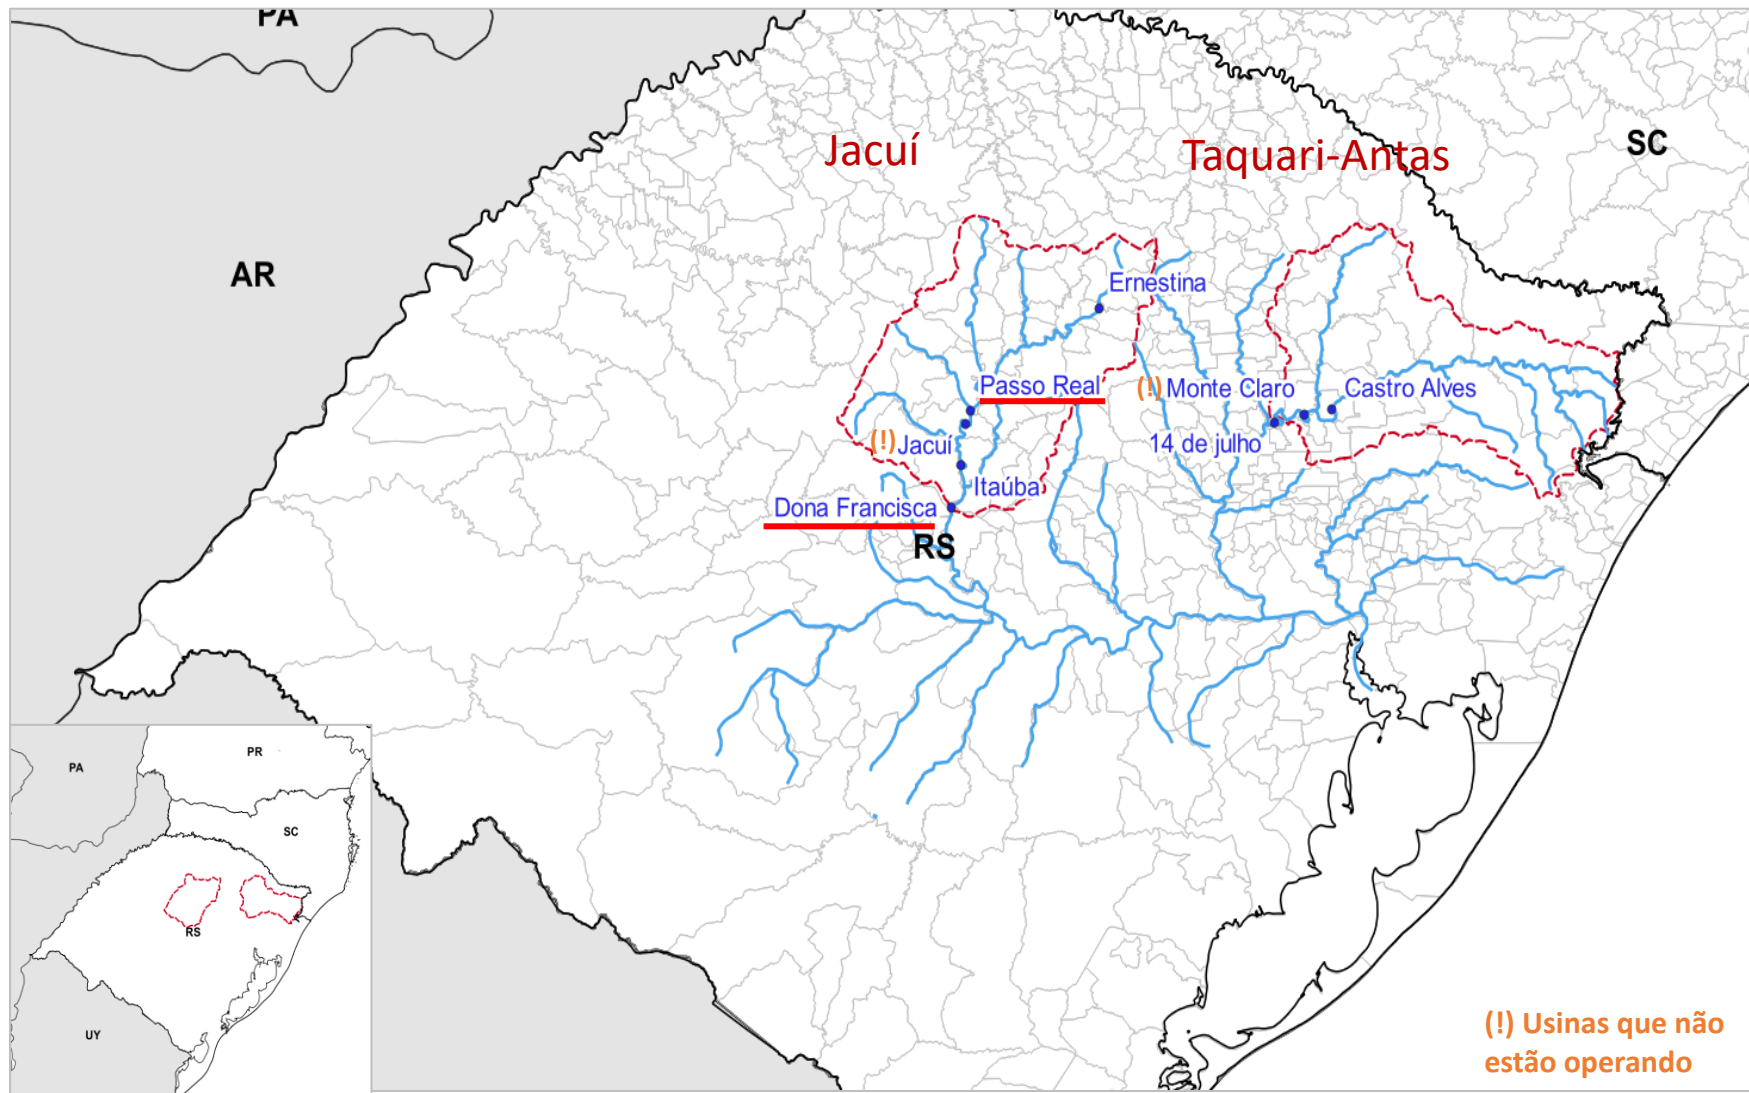 PA
Jacuí
Taquari-Antas
SC
AR
Ernestina
Passo Real
(!) Monte Claro
Castro Alves
(!) Jacuí
14 de julho
Itaúba
Dona Francisca
RS
PR
PA
SC
RS
UY
(!) Usinas que não
estão operando